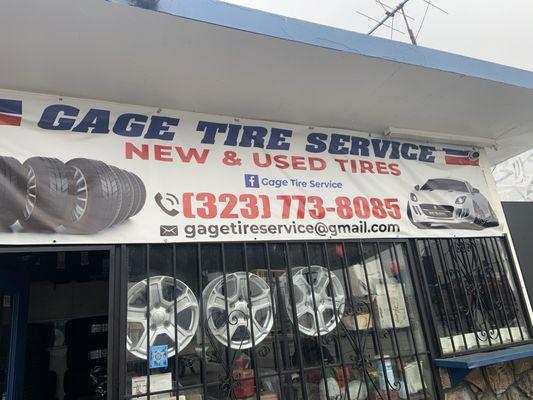 GAGE TIRE SERVICE
NEW & USED TIRES
Gage Tire Service
(323) 773-8085
gagetireservice@gmail.com